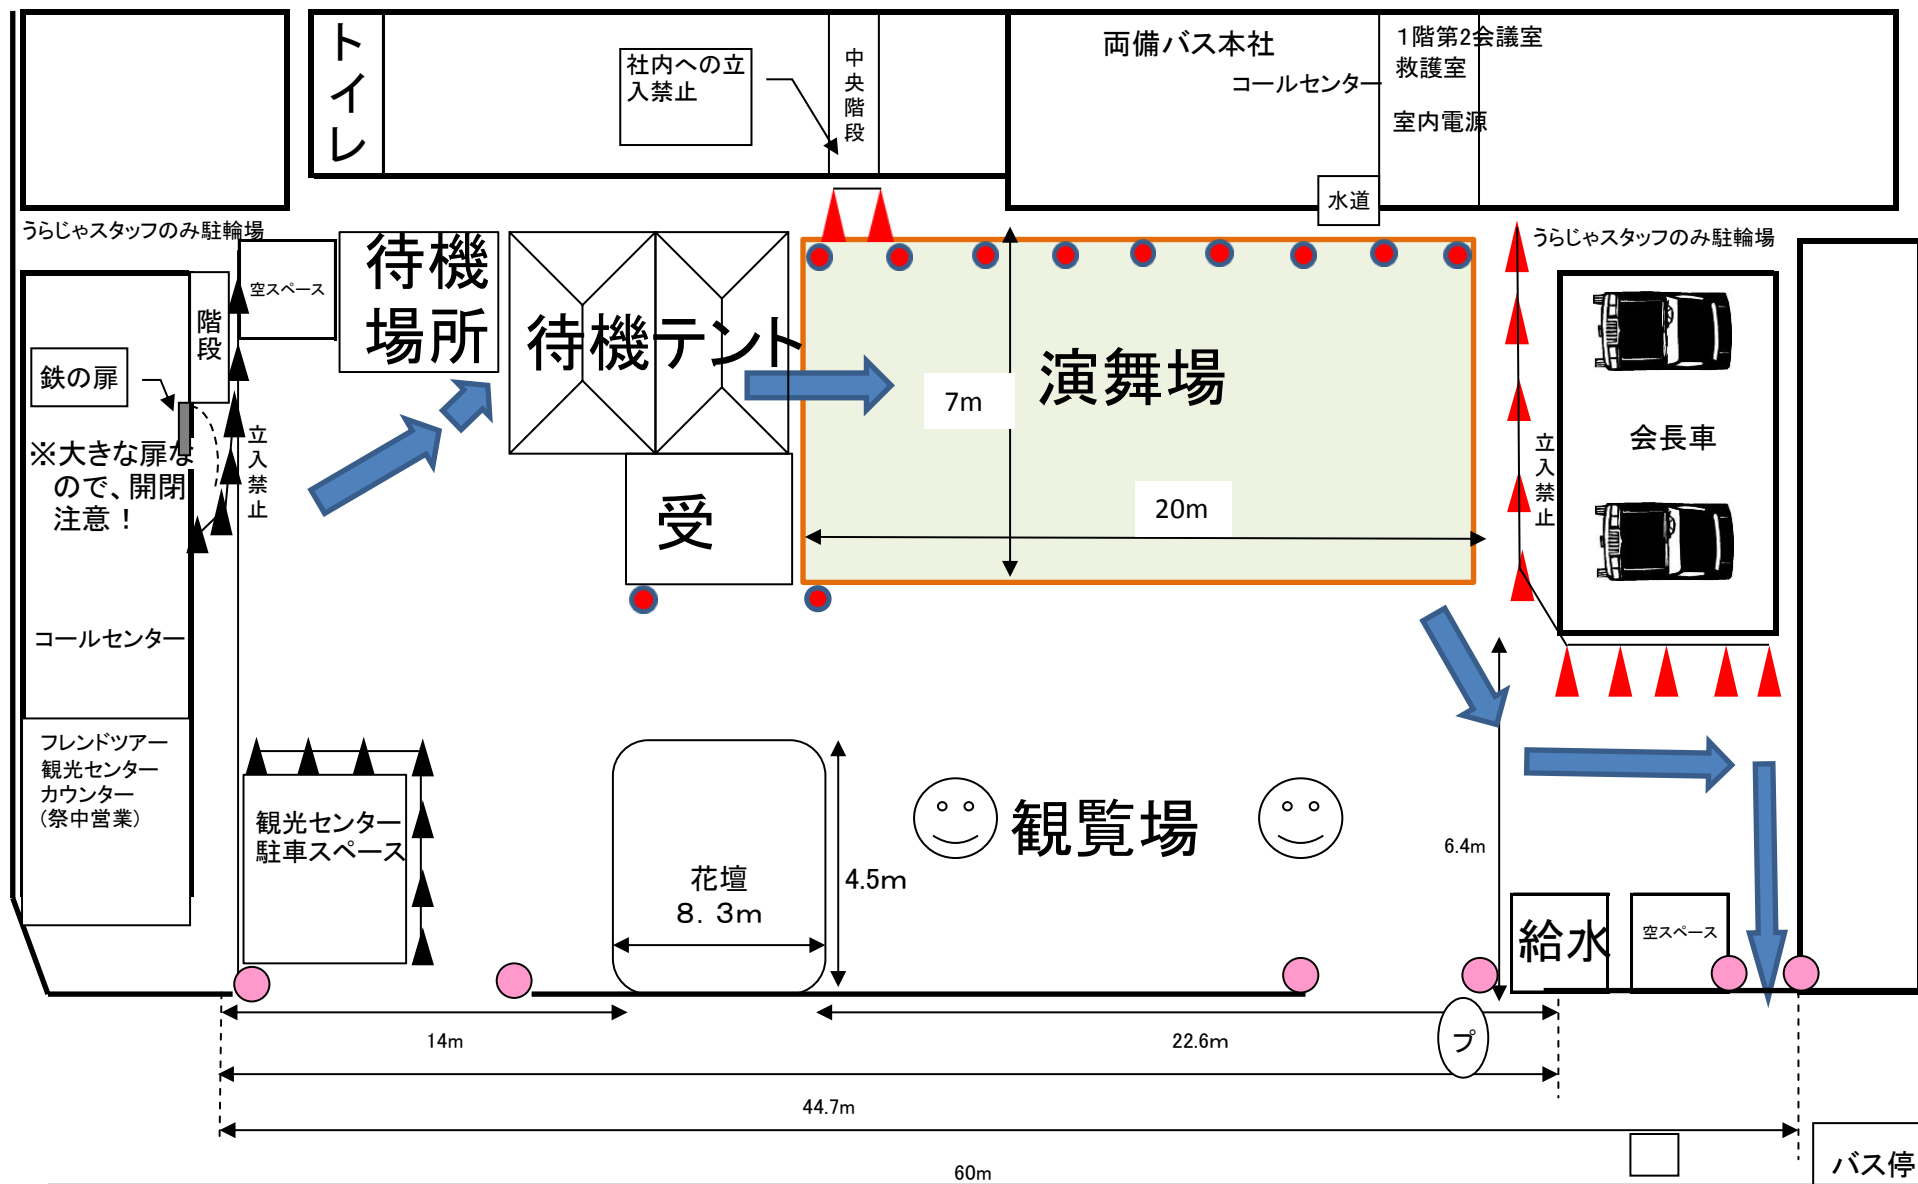 トイレ
社内への立
入禁止
中央階段
両備バス本社
コールセンター
1階第2会議室
救護室
室内電源
水道
うらじゃスタッフのみ駐輪場
うらじゃスタッフのみ駐輪場
空スペース
待機
場所
待機テント
演舞場
7m
20m
階段
鉄の扉
※大きな扉な
ので、開閉
注意！
立入禁止
受
立入禁止
会長車
コールセンター
フレンドツアー
観光センター
カウンター
(祭中営業)
観光センター
駐車スペース
花壇
8. 3m
4.5m
観覧場
6.4m
給水
空スペース
プ
14m
22.6m
44.7m
60m
バス停